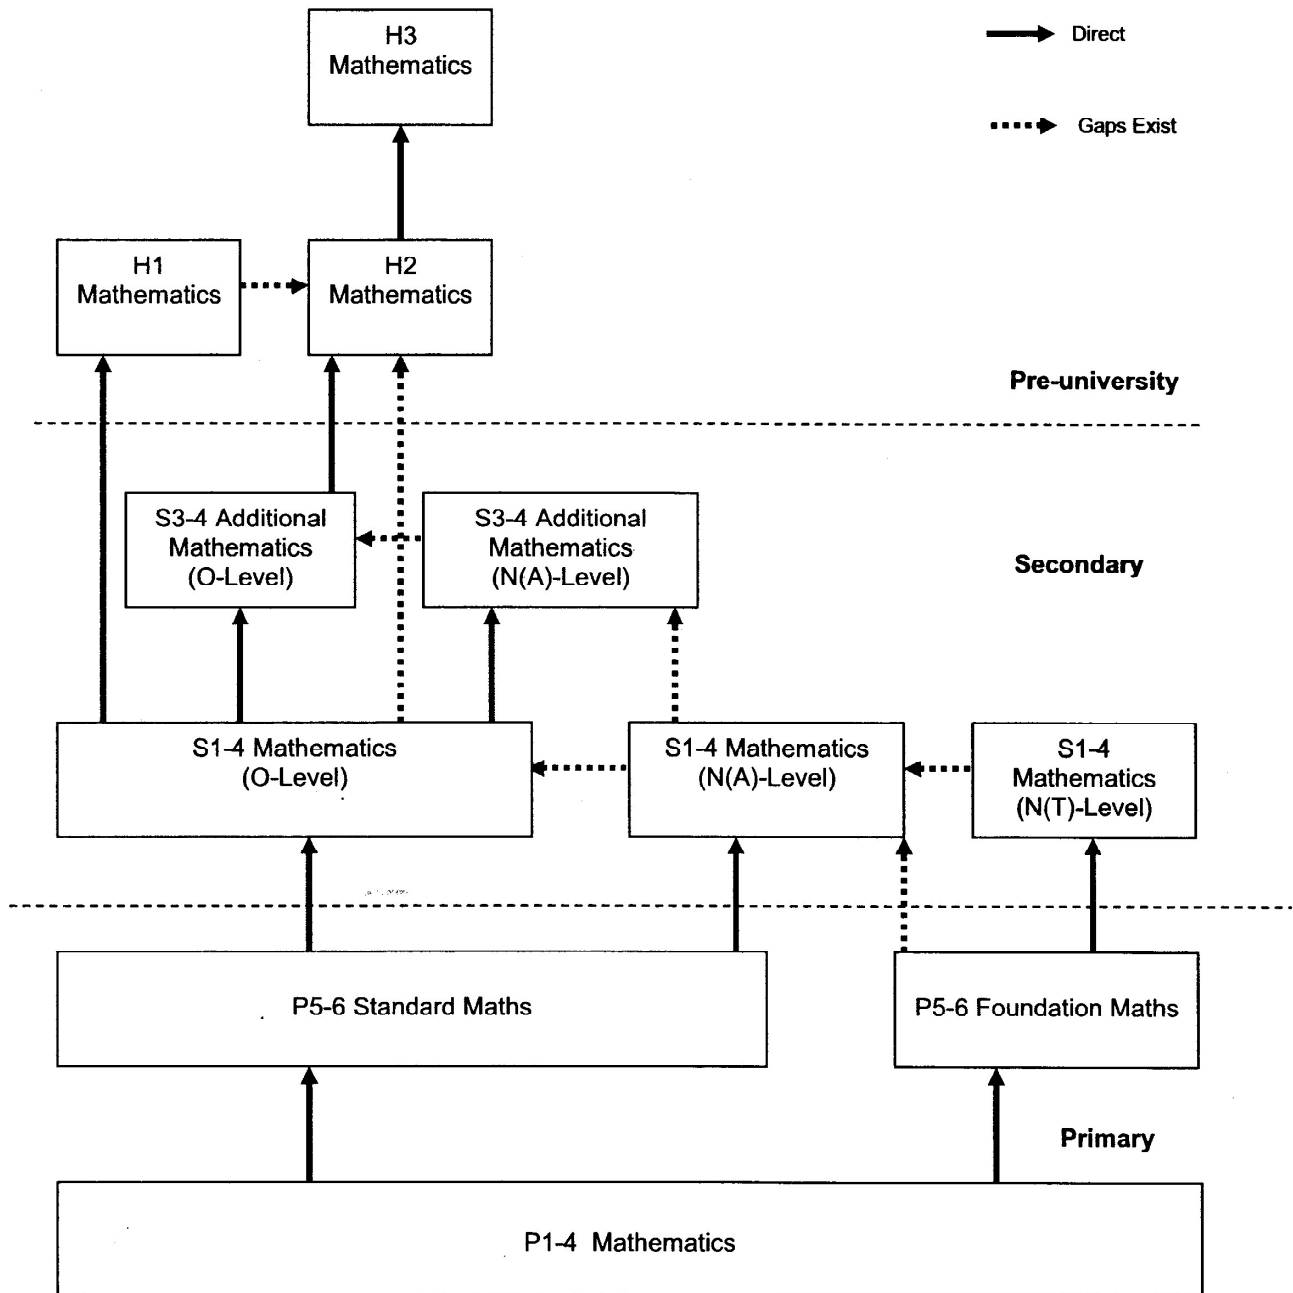 H3
Mathematics
Direct
Gaps Exist
H1
Mathematics
H2
Mathematics
Pre-university
S3-4 Additional
Mathematics
(O-Level)
S3-4 Additional
Mathematics
(N(A)-Level)
Secondary
S1-4 Mathematics
(O-Level)
S1-4 Mathematics
(N(A)-Level)
S1-4
Mathematics
(N(T)-Level)
P5-6 Standard Maths
P5-6 Foundation Maths
Primary
P1-4 Mathematics